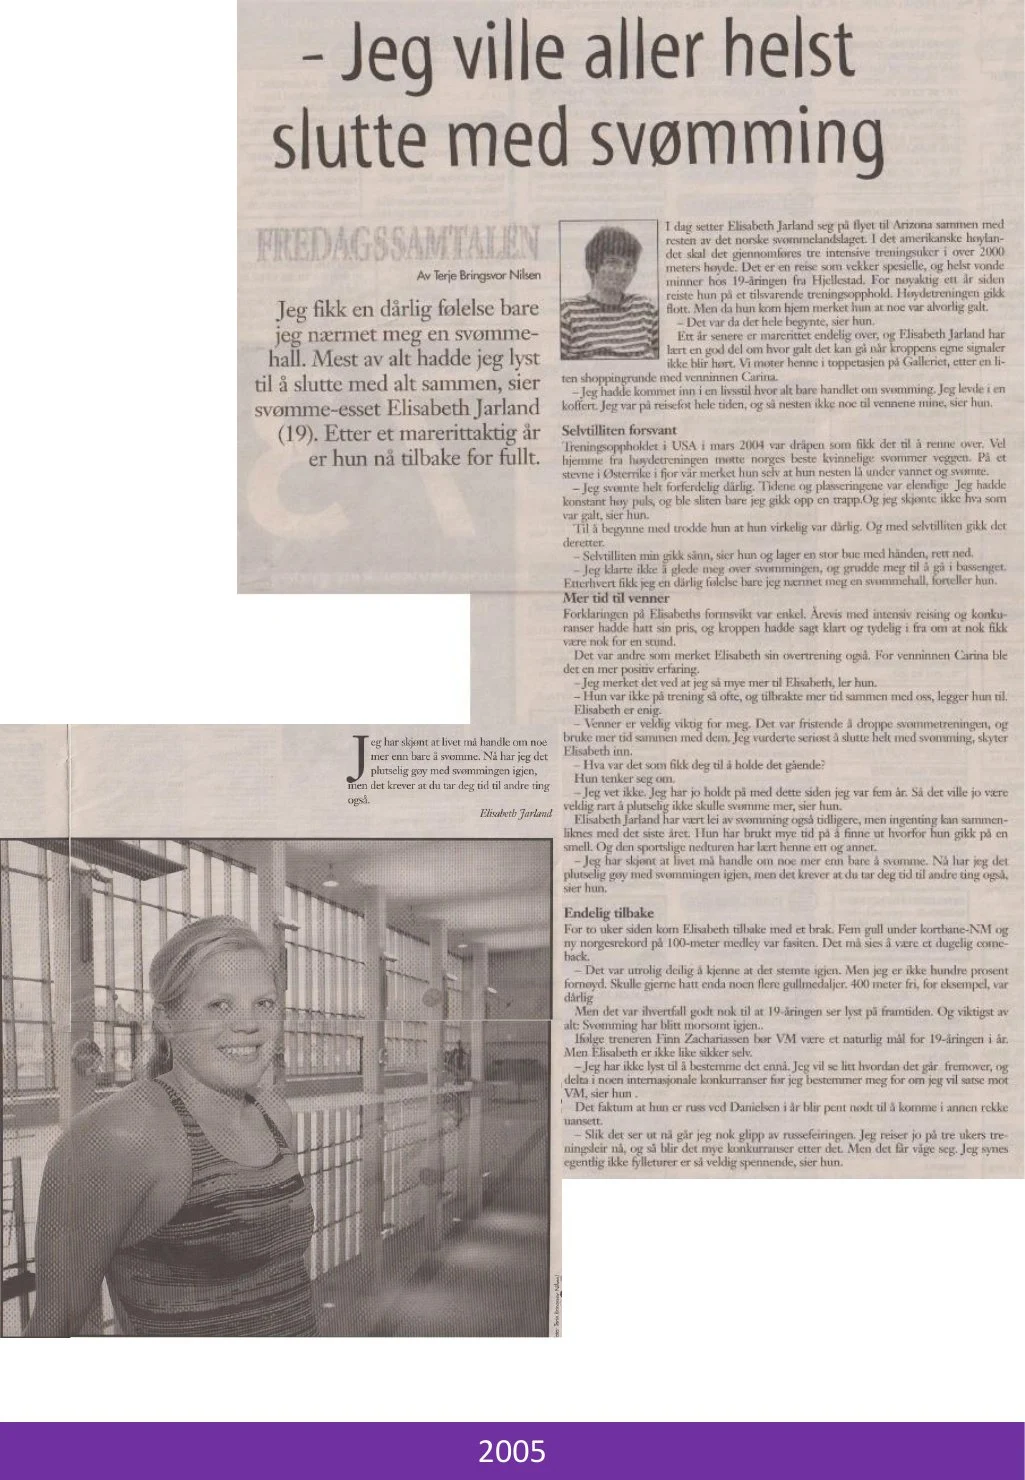 - Jeg ville aller helst
slutte med svømming
FREDAGSSAMTALEN
Av Terje Bringsvor Nilsen
Jeg fikk en dårlig følelse bare
jeg nærmet meg en svømme-
hall. Mest av alt hadde jeg lyst
til å slutte med alt sammen, sier
svømme-esset Elisabeth Jarland
(19). Etter et marerittaktig år
er hun nå tilbake for fullt.
I dag setter Elisabeth Jarland seg på flyet til Arizona sammen med
resten av det norske svømmelandslaget. I det amerikanske høylan-
det skal det gjennomføres tre intensive treningsuker i over 2000
meters høyde. Det er en reise som vekker spesielle, og helst vonde
minner hos 19-åringen fra Hjellestad. For nøyaktig ett år siden
reiste hun på et tilsvarende treningsopphold. Høydetreningen gikk
flott. Men da hun kom hjem merket hun at noe var alvorlig galt.
– Det var da det hele begynte, sier hun.
Ett år senere er marerittet endelig over, og Elisabeth Jarland har
lært en god del om hvor galt det kan gå når kroppens egne signaler
ikke blir hørt. Vi møter henne i toppetasjen på Galleriet, etter en li-
ten shoppingrunde med venninnen Carina.
– Jeg hadde kommet inn i en livsstil hvor alt bare handlet om svømming. Jeg levde i en
koffert. Jeg var på reisefot hele tiden, og så nesten ikke noe til vennene mine, sier hun.
Selvtilliten forsvant
Treningsoppholdet i USA i mars 2004 var dråpen som fikk det til å renne over. Vel
hjemme fra høydetreningen møtte norges beste kvinnelige svømmer veggen. På et
stevne i Østerrike i fjor vår merket hun selv at hun nesten lå under vannet og svømte.
– Jeg svømte helt forferdelig dårlig. Tidene og plasseringene var elendige Jeg hadde
konstant høy puls, og ble sliten bare jeg gikk opp en trapp.Og jeg skjønte ikke hva som
var galt, sier hun.
Til å begynne med trodde hun at hun virkelig var dårlig. Og med selvtilliten gikk det
deretter.
– Selvtilliten min gikk sånn, sier hun og lager en stor bue med hånden, rett ned.
– Jeg klarte ikke å glede meg over svømmingen, og grudde meg til å gå i bassenget.
Etterhvert fikk jeg en dårlig følelse bare jeg nærmet meg en svømmehall, forteller hun.
Mer tid til venner
Forklaringen på Elisabeths formsvikt var enkel. Årevis med intensiv reising og konku-
ranser hadde hatt sin pris, og kroppen hadde sagt klart og tydelig i fra om at nok fikk
være nok for en stund.
Det var andre som merket Elisabeth sin overtrening også. For venninnen Carina ble
det en mer positiv erfaring.
– Jeg merket det ved at jeg så mye mer til Elisabeth, ler hun.
– Hun var ikke på trening så ofte, og tilbrakte mer tid sammen med oss, legger hun til.
Elisabeth er enig.
– Venner er veldig viktig for meg. Det var fristende å droppe svømmetreningen, og
bruke mer tid sammen med dem. Jeg vurderte seriøst å slutte helt med svømming, skyter
Elisabeth inn.
– Hva var det som fikk deg til å holde det gående?
Hun tenker seg om.
– Jeg vet ikke. Jeg har jo holdt på med dette siden jeg var fem år. Så det ville jo være
veldig rart å plutselig ikke skulle svømme mer, sier hun.
Elisabeth Jarland har vært lei av svømming også tidligere, men ingenting kan sammen-
liknes med det siste året. Hun har brukt mye tid på å finne ut hvorfor hun gikk på en
smell. Og den sportslige nedturen har lært henne ett og annet.
– Jeg har skjønt at livet må handle om noe mer enn bare å svømme. Nå har jeg det
plutselig gøy med svømmingen igjen, men det krever at du tar deg tid til andre ting også,
sier hun.
Endelig tilbake
For to uker siden kom Elisabeth tilbake med et brak. Fem gull under kortbane-NM og
ny norgesrekord på 100-meter medley var fasiten. Det må sies å være et dugelig come-
back.
– Det var utrolig deilig å kjenne at det stemte igjen. Men jeg er ikke hundre prosent
fornøyd. Skulle gjerne hatt enda noen flere gullmedaljer. 400 meter fri, for eksempel, var
dårlig
Men det var ihvertfall godt nok til at 19-åringen ser lyst på framtiden. Og viktigst av
alt: Svømming har blitt morsomt igjen..
Ifølge treneren Finn Zachariassen bør VM være et naturlig mål for 19-åringen i år.
Men Elisabeth er ikke like sikker selv.
– Jeg har ikke lyst til å bestemme det ennå. Jeg vil se litt hvordan det går fremover, og
delta i noen internasjonale konkurranser før jeg bestemmer meg for om jeg vil satse mot
VM, sier hun .
Det faktum at hun er russ ved Danielsen i år blir pent nødt til å komme i annen rekke
uansett.
– Slik det ser ut nå går jeg nok glipp av russefeiringen. Jeg reiser jo på tre ukers tre-
ningsleir nå, og så blir det mye konkurranser etter det. Men det får våge seg. Jeg synes
egentlig ikke fylleturer er så veldig spennende, sier hun.
Jeg har skjønt at livet må handle om noe
mer enn bare å svømme. Nå har jeg det
plutselig gøy med svømmingen igjen,
men det krever at du tar deg tid til andre ting
også.
Elisabeth Jarland
Terje Bringsvor Nilsen)
2005